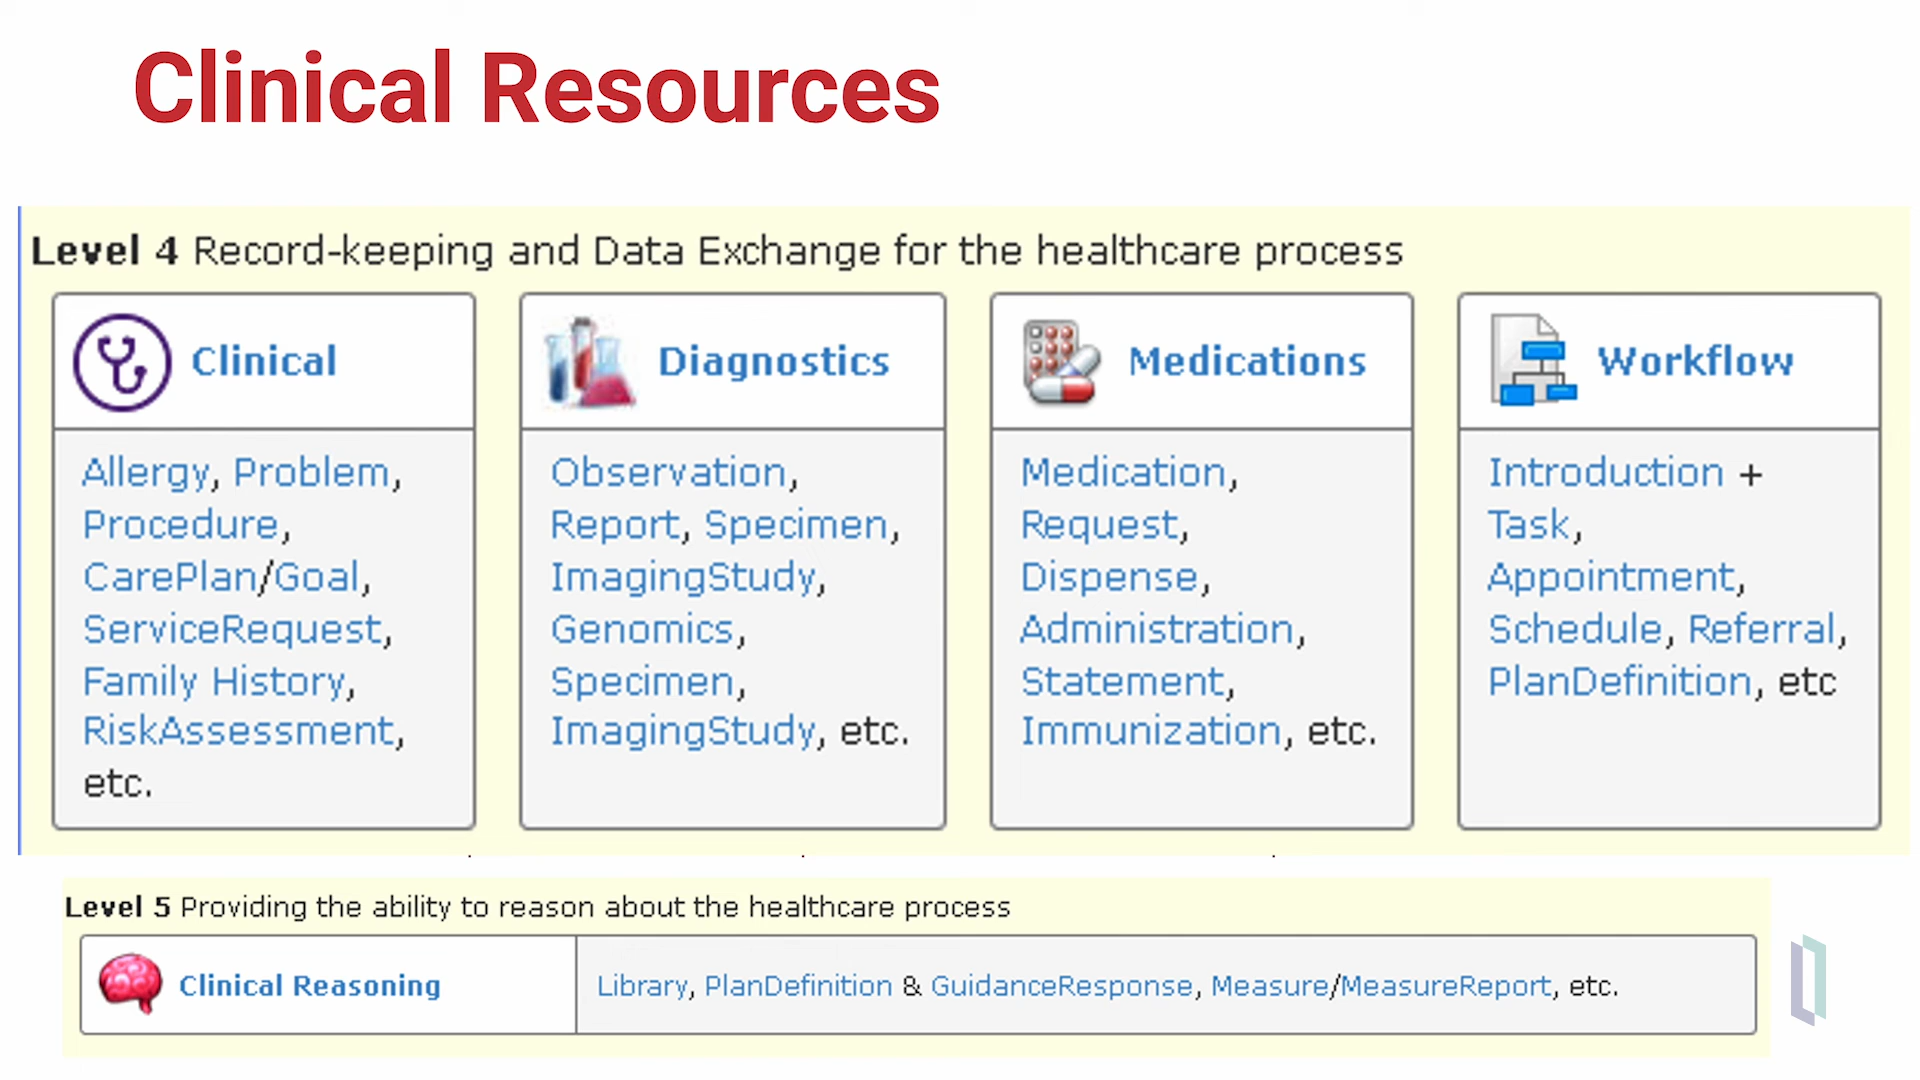 Clinical Resources
Level 4 Record-keeping and Data Exchange for the healthcare process
Clinical
Allergy, Problem,
Procedure,
CarePlan/Goal,
ServiceRequest,
Family History,
RiskAssessment,
etc.
Diagnostics
Observation,
Report, Specimen,
ImagingStudy,
Genomics,
Specimen,
ImagingStudy, etc.
Medications
Medication,
Request,
Dispense,
Administration,
Statement,
Immunization, etc.
Workflow
Introduction +
Task,
Appointment,
Schedule, Referral,
PlanDefinition, etc
Level 5 Providing the ability to reason about the healthcare process
Clinical Reasoning
Library, PlanDefinition & GuidanceResponse, Measure/MeasureReport, etc.